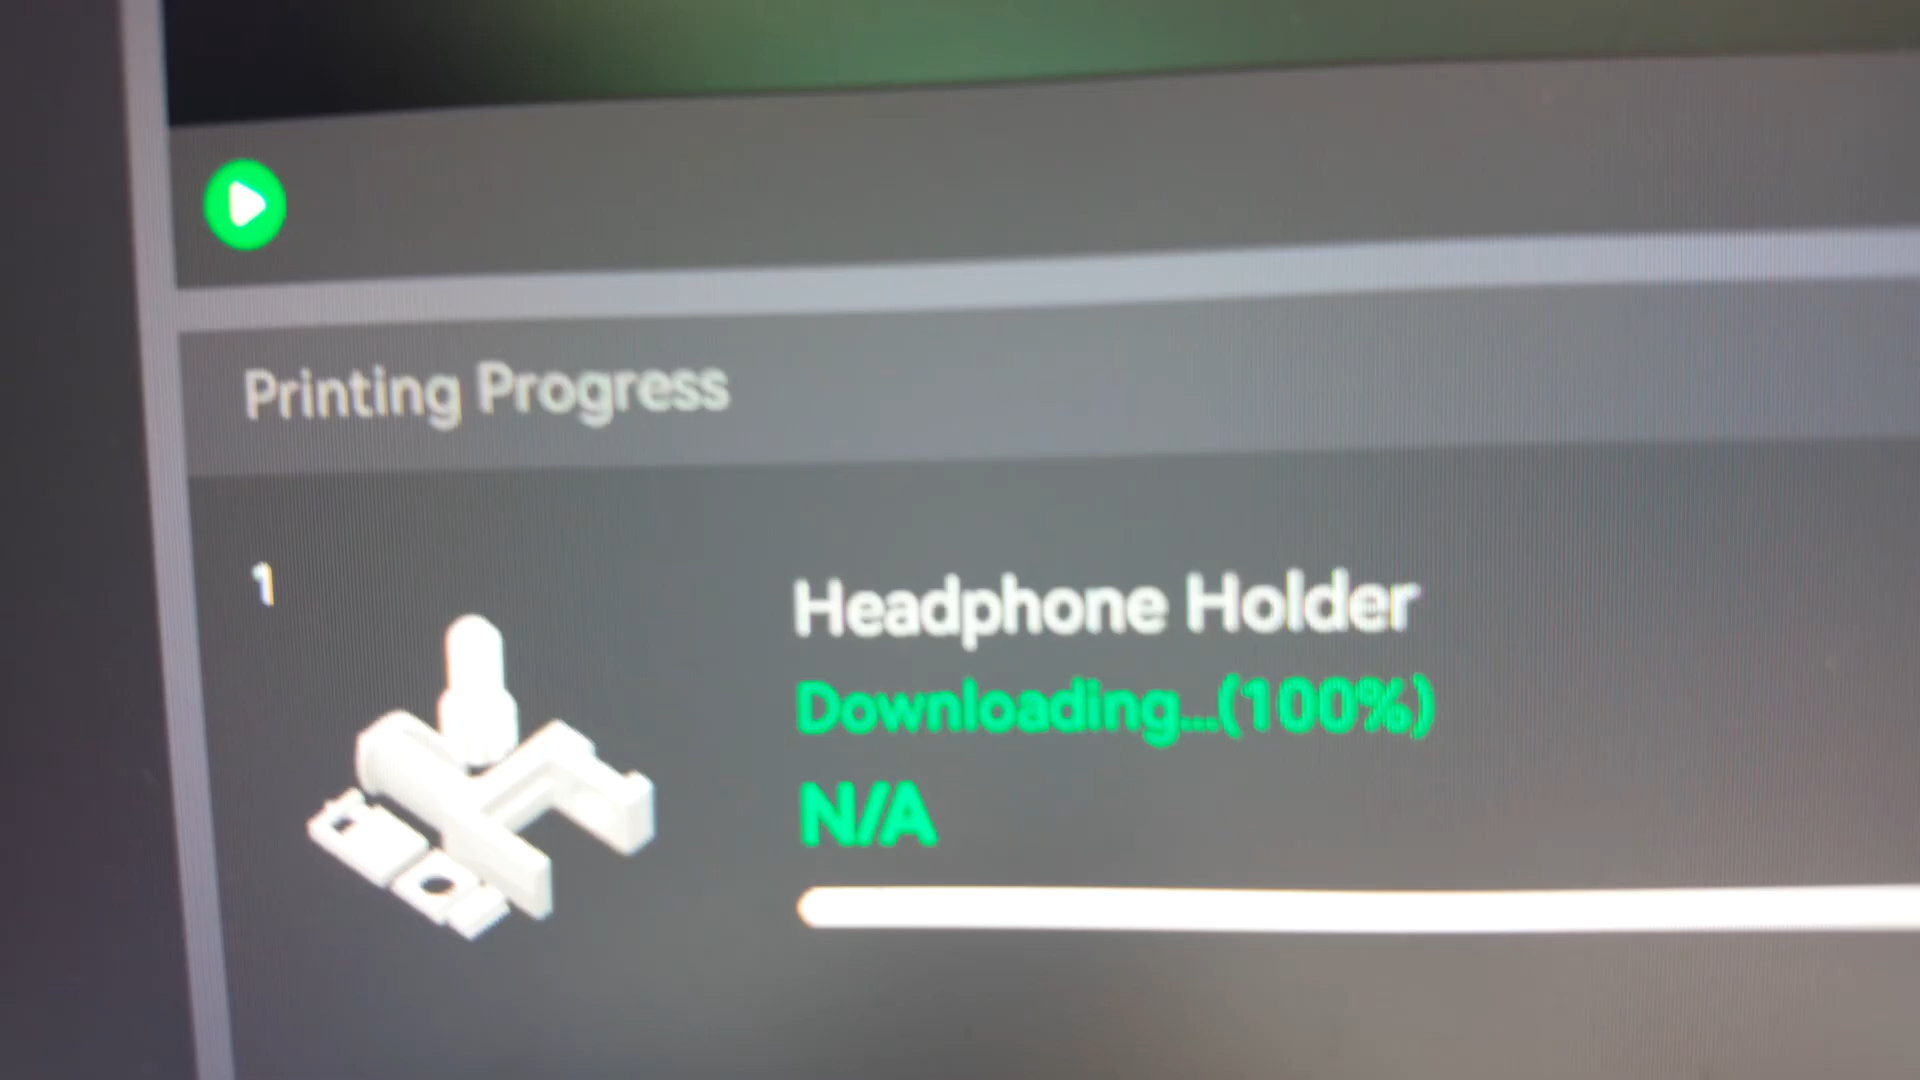 Printing Progress
1
Headphone Holder
Downloading...(100%)
N/A